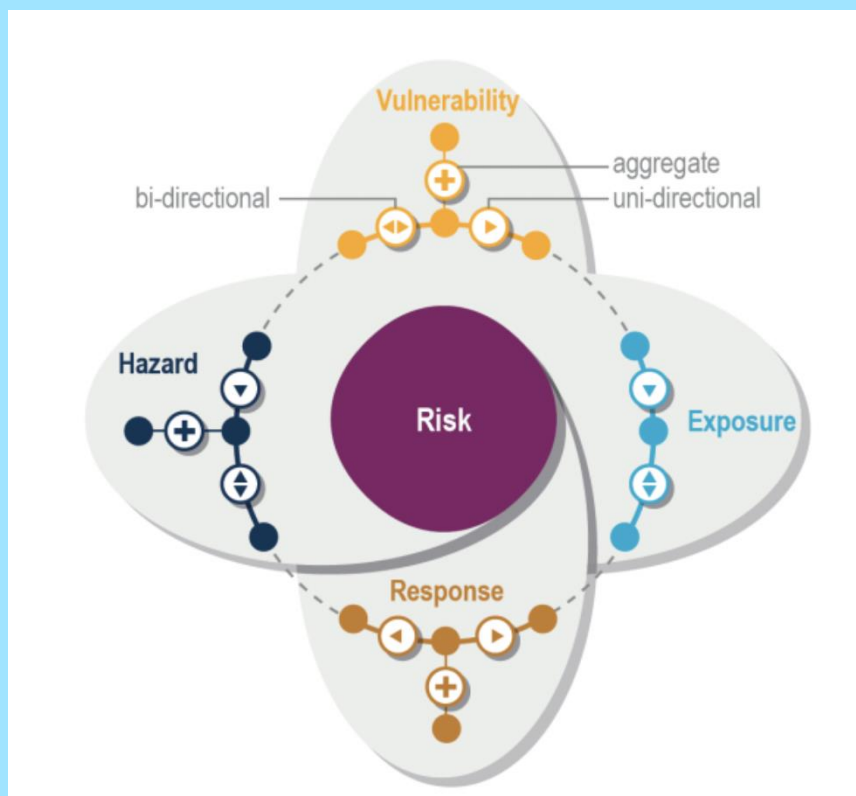 Vulnerability
aggregate
bi-directional
uni-directional
Hazard
Risk
Exposure
Response